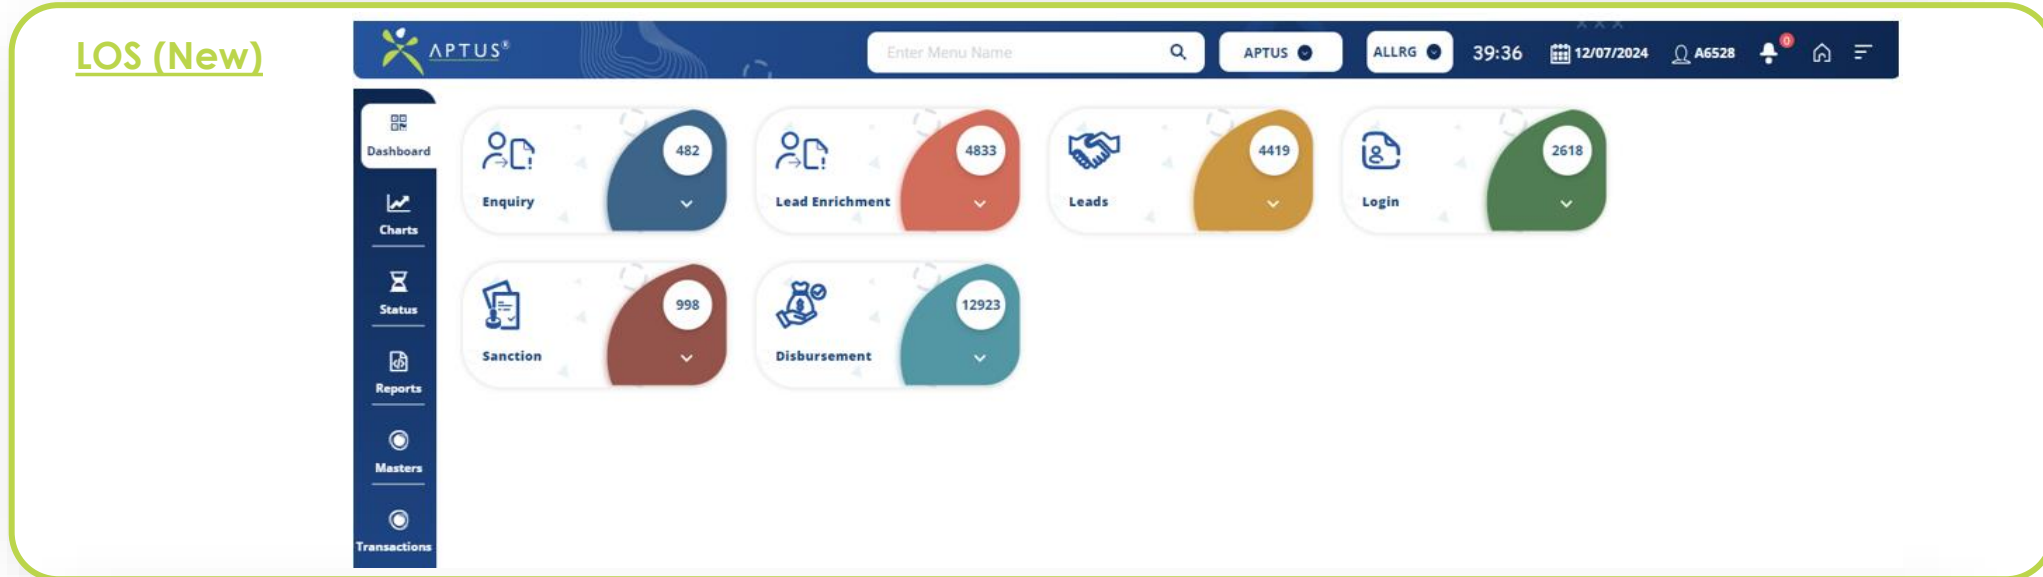 LOS (New)
APTUS®
Enter Menu Name
APTUS
ALLRG
39:36
12/07/2024
A6528
0
Dashboard
Charts
Status
Reports
Masters
Transactions
Enquiry
482
Lead Enrichment
4833
Leads
4419
Login
2618
Sanction
998
Disbursement
12923